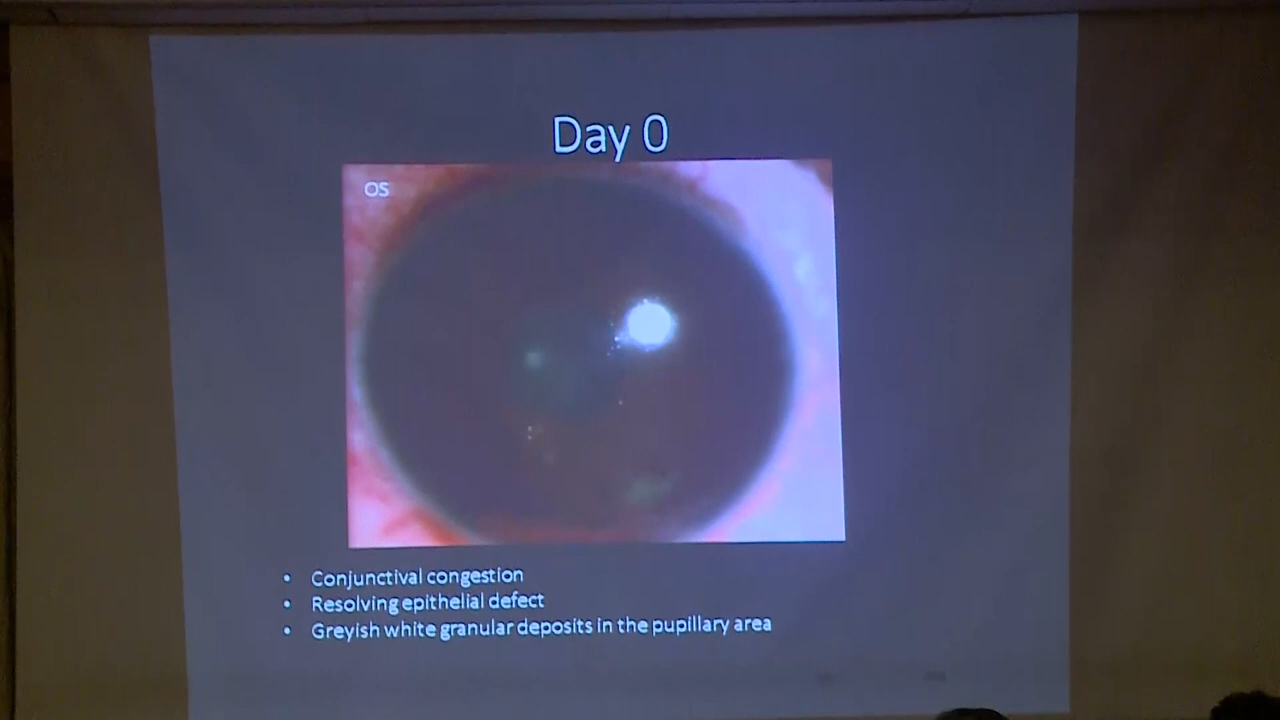 Day 0
OS
• Conjunctival congestion
• Resolving epithelial defect
• Greyish white granular deposits in the pupillary area